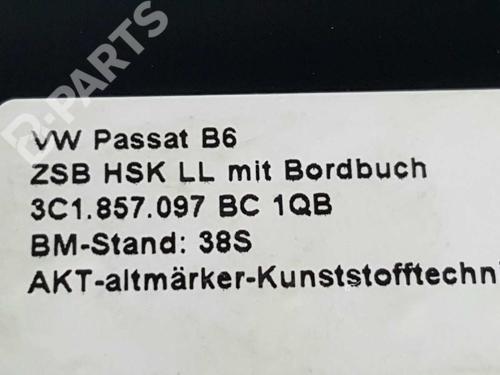 B-PARTS
VW Passat B6
ZSB HSK LL mit Bordbuch
3C1.857.097 BC 1QB
BM-Stand: 38S
AKT-altmärker-Kunststofftechni